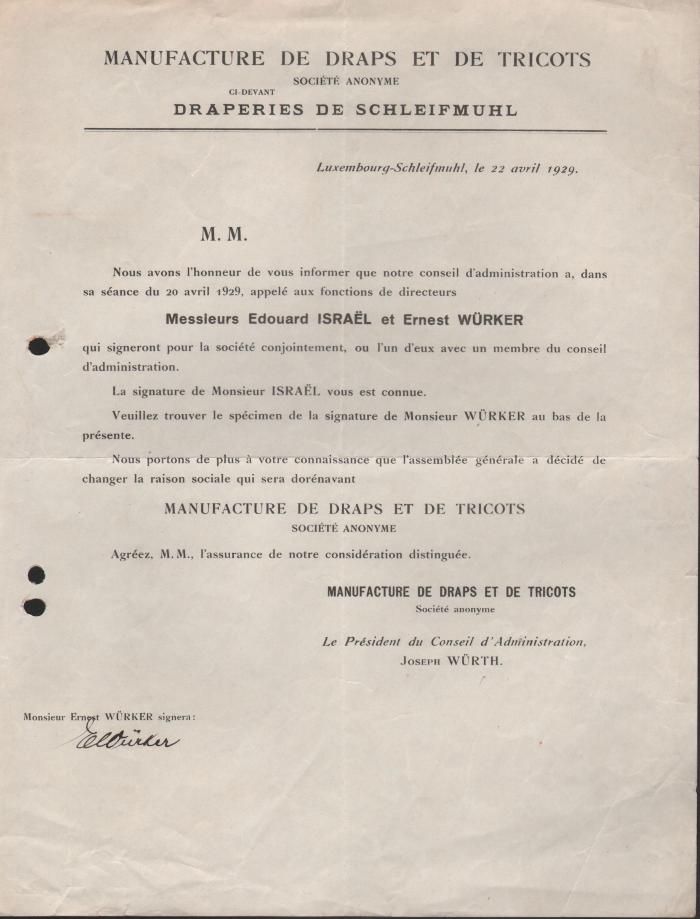 MANUFACTURE DE DRAPS ET DE TRICOTS
SOCIÉTÉ ANONYME
CI-DEVANT
DRAPERIES DE SCHLEIFMUHL
Luxembourg-Schleifmuhl, le 22 avril 1929.
M. M.
Nous avons l'honneur de vous informer que notre conseil d'administration a, dans
sa séance du 20 avril 1929, appelé aux fonctions de directeurs
Messieurs Edouard ISRAËL et Ernest WÜRKER
qui signeront pour la société conjointement, ou l'un d'eux avec un membre du conseil
d'administration.
La signature de Monsieur ISRAËL vous est connue.
Veuillez trouver le spécimen de la signature de Monsieur WÜRKER au bas de la
présente.
Nous portons de plus à votre connaissance que l'assemblée générale a décidé de
changer la raison sociale qui sera dorénavant
MANUFACTURE DE DRAPS ET DE TRICOTS
SOCIÉTÉ ANONYME
Agréez, M. M., l'assurance de notre considération distinguée.
MANUFACTURE DE DRAPS ET DE TRICOTS
Société anonyme
Le Président du Conseil d'Administration,
JOSEPH WÜRTH.
Monsieur Ernest WÜRKER signera:
EWürker